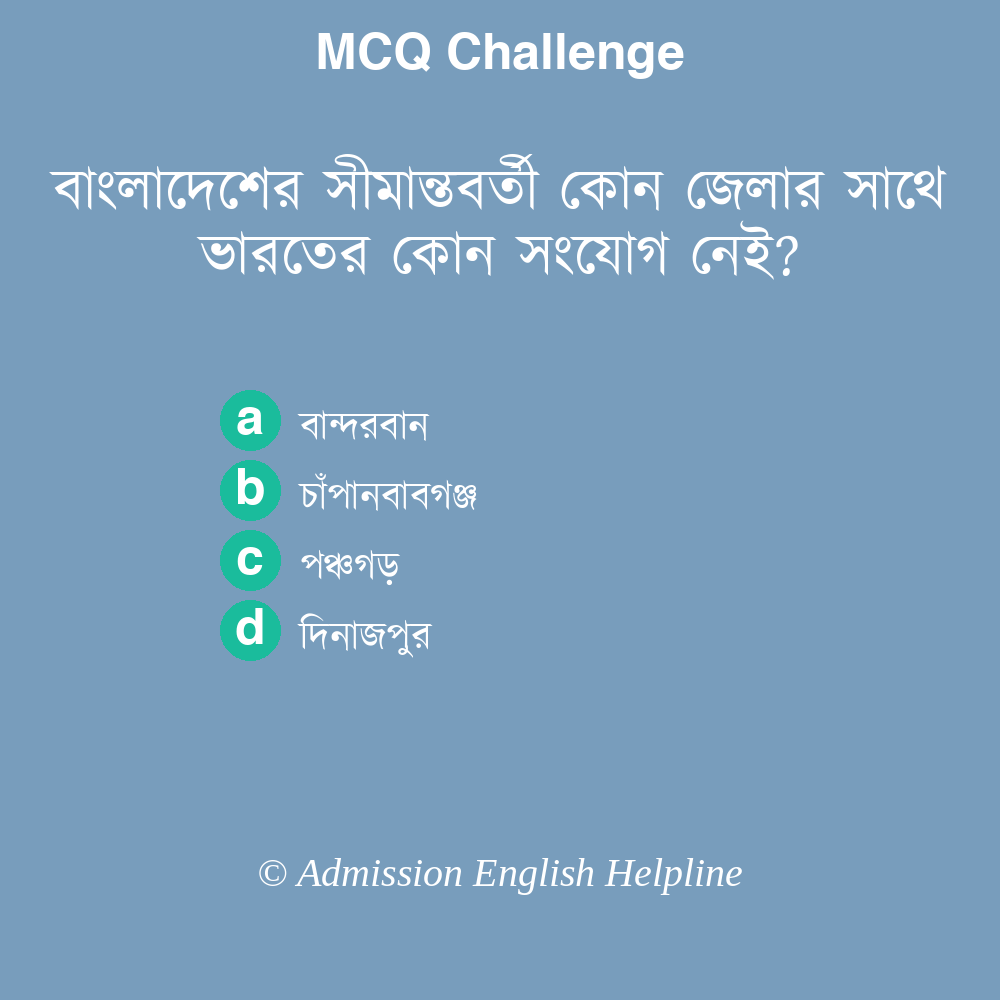 MCQ Challenge
বাংলাদেশের সীমান্তবর্তী কোন জেলার সাথে
ভারতের কোন সংযোগ নেই?
a বান্দরবান
b চাঁপানবাবগঞ্জ
c পঞ্চগড়
d দিনাজপুর
© Admission English Helpline